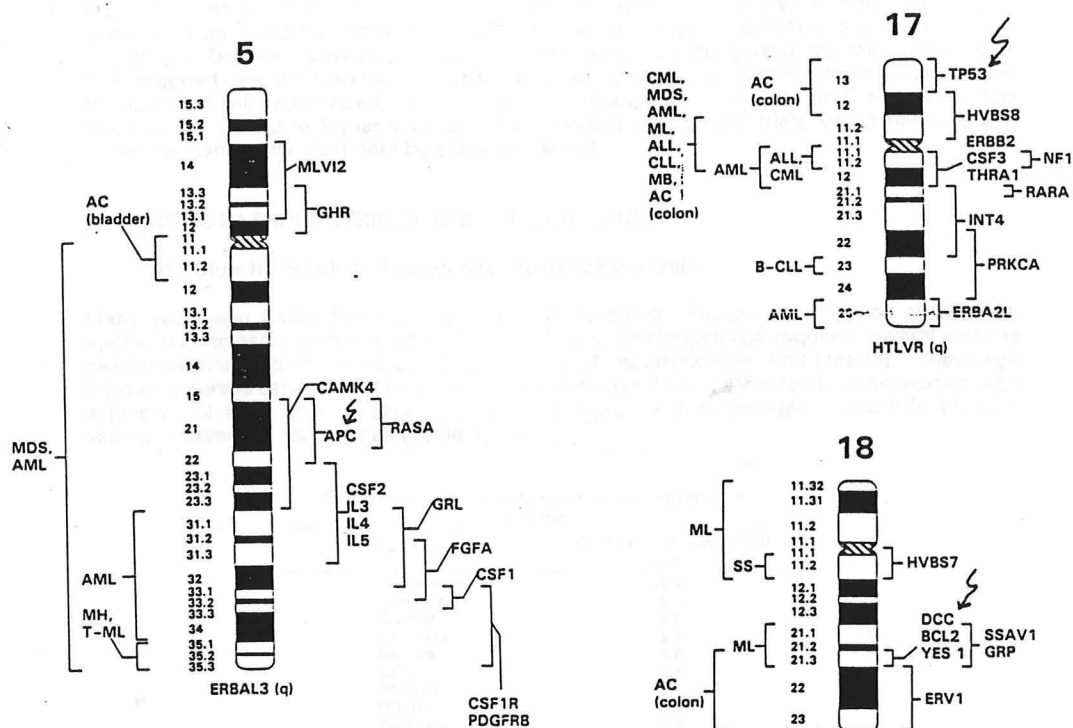 5
15.3
15.2
15.1
14
13.3
13.2
13.1
12
11
11.1
11.2
12
13.1
13.2
13.3
14
15
21
22
23.1
23.2
23.3
31.1
31.2
31.3
32
33.1
33.2
33.3
34
35.1
35.2
35.3
AC
(bladder)
MDS,
AML
AML
MH,
T-ML
MLVI2
GHR
CAMK4
APC
RASA
CSF2
IL3
IL4
IL5
GRL
FGFA
CSF1
CSF1R
PDGFRB
ERBAL3 (q)
17
CML,
MDS,
AML,
ML,
ALL,
CLL,
MB,
AC
(colon)
AC
(colon)
AML
ALL,
CML
B-CLL
AML
13
12
11.2
11.1
11.1
11.2
12
21.1
21.2
21.3
22
23
24
25
TP53
HVBS8
ERBB2
CSF3
THRA1
NF1
RARA
INT4
PRKCA
ERBA2L
HTLVR (q)
18
11.32
11.31
11.2
11.1
11.1
11.2
12.1
12.2
12.3
21.1
21.2
21.3
22
23
ML
SS
ML
AC
(colon)
HVBS7
DCC
BCL2
YES 1
SSAV1
GRP
ERV1